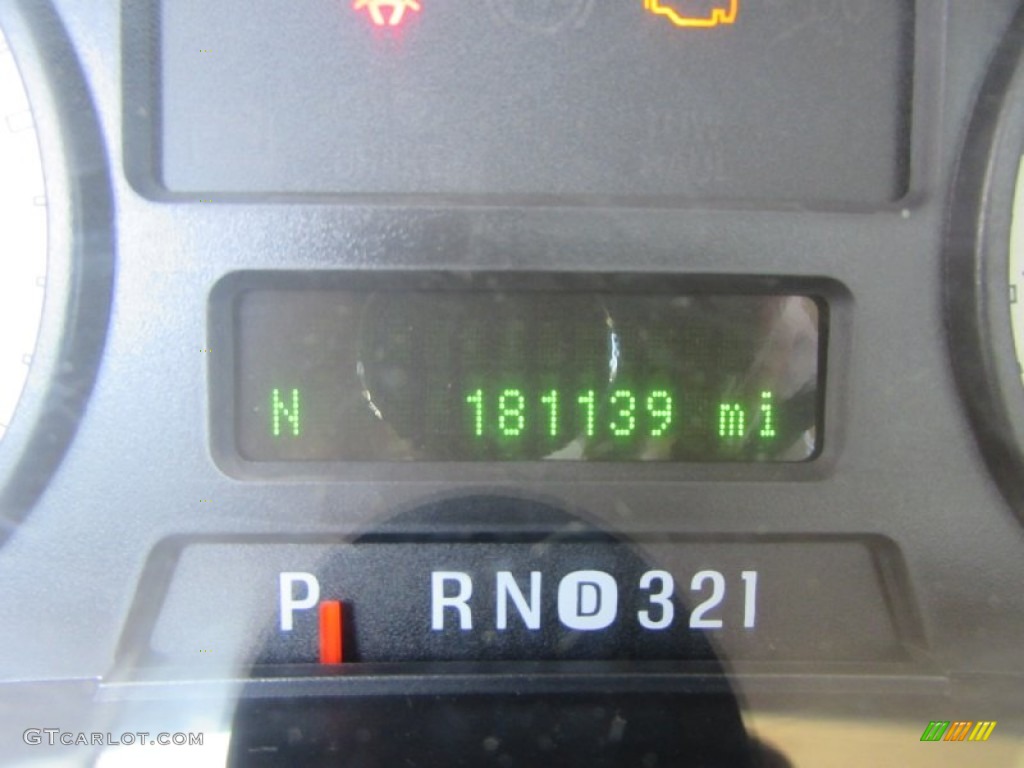 N 181139 mi
P RND321
GTCARLOT.COM